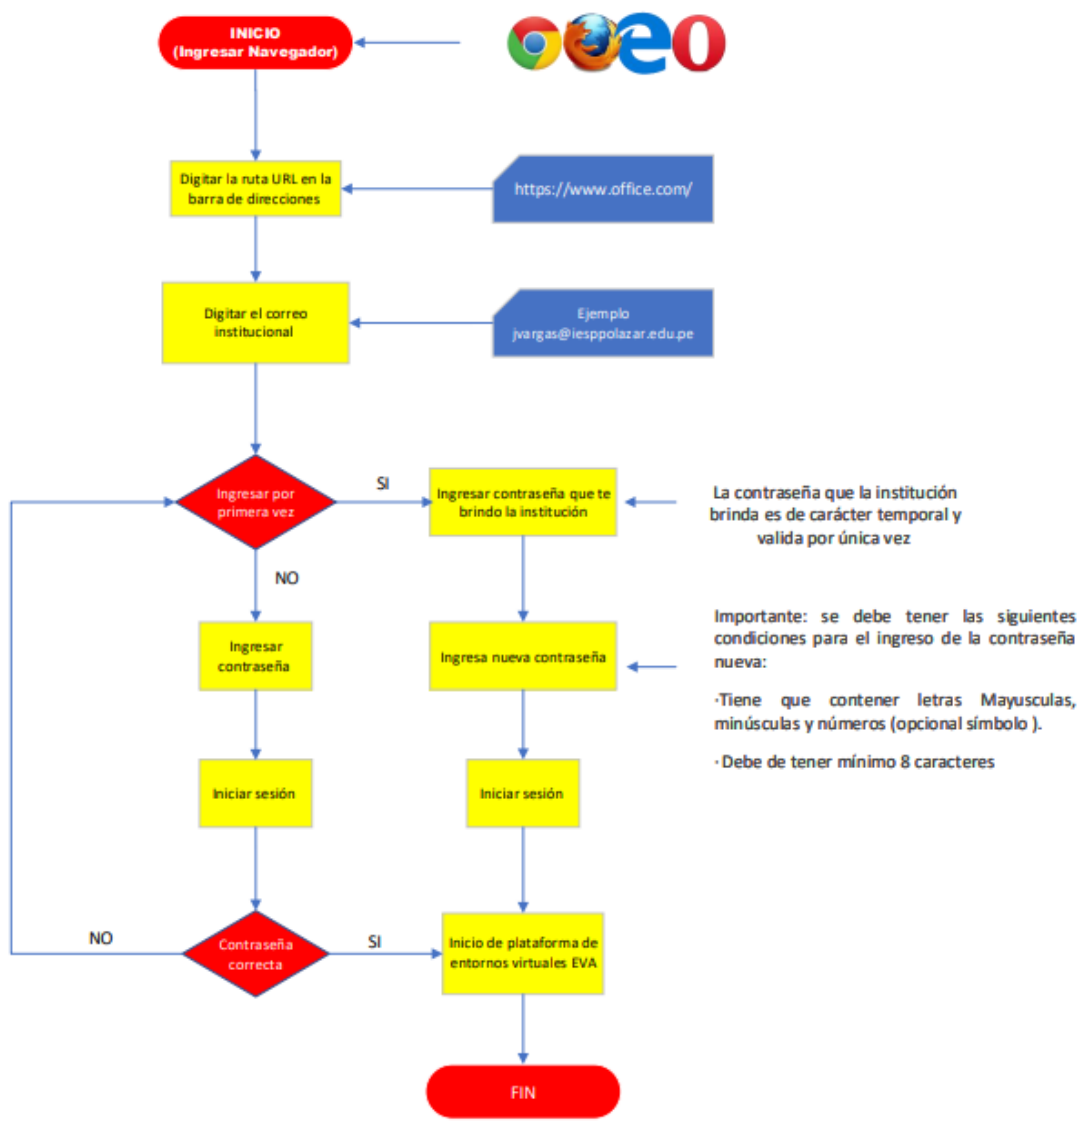 INICIO
(Ingresar Navegador)
Digitar la ruta URL en la
barra de direcciones
https://www.office.com/
Digitar el correo
institucional
Ejemplo
jvargas@iesppolazar.edu.pe
Ingresar por
primera vez
SI
Ingresar contraseña que te
brindo la institución
La contraseña que la institución
brinda es de carácter temporal y
valida por única vez
NO
Ingresar
contraseña
Ingresa nueva contraseña
Importante: se debe tener las siguientes
condiciones para el ingreso de la contraseña
nueva:
·Tiene que contener letras Mayusculas,
minúsculas y números (opcional símbolo ).
·Debe de tener mínimo 8 caracteres
Iniciar sesión
Iniciar sesión
NO
Contraseña
correcta
SI
Inicio de plataforma de
entornos virtuales EVA
FIN